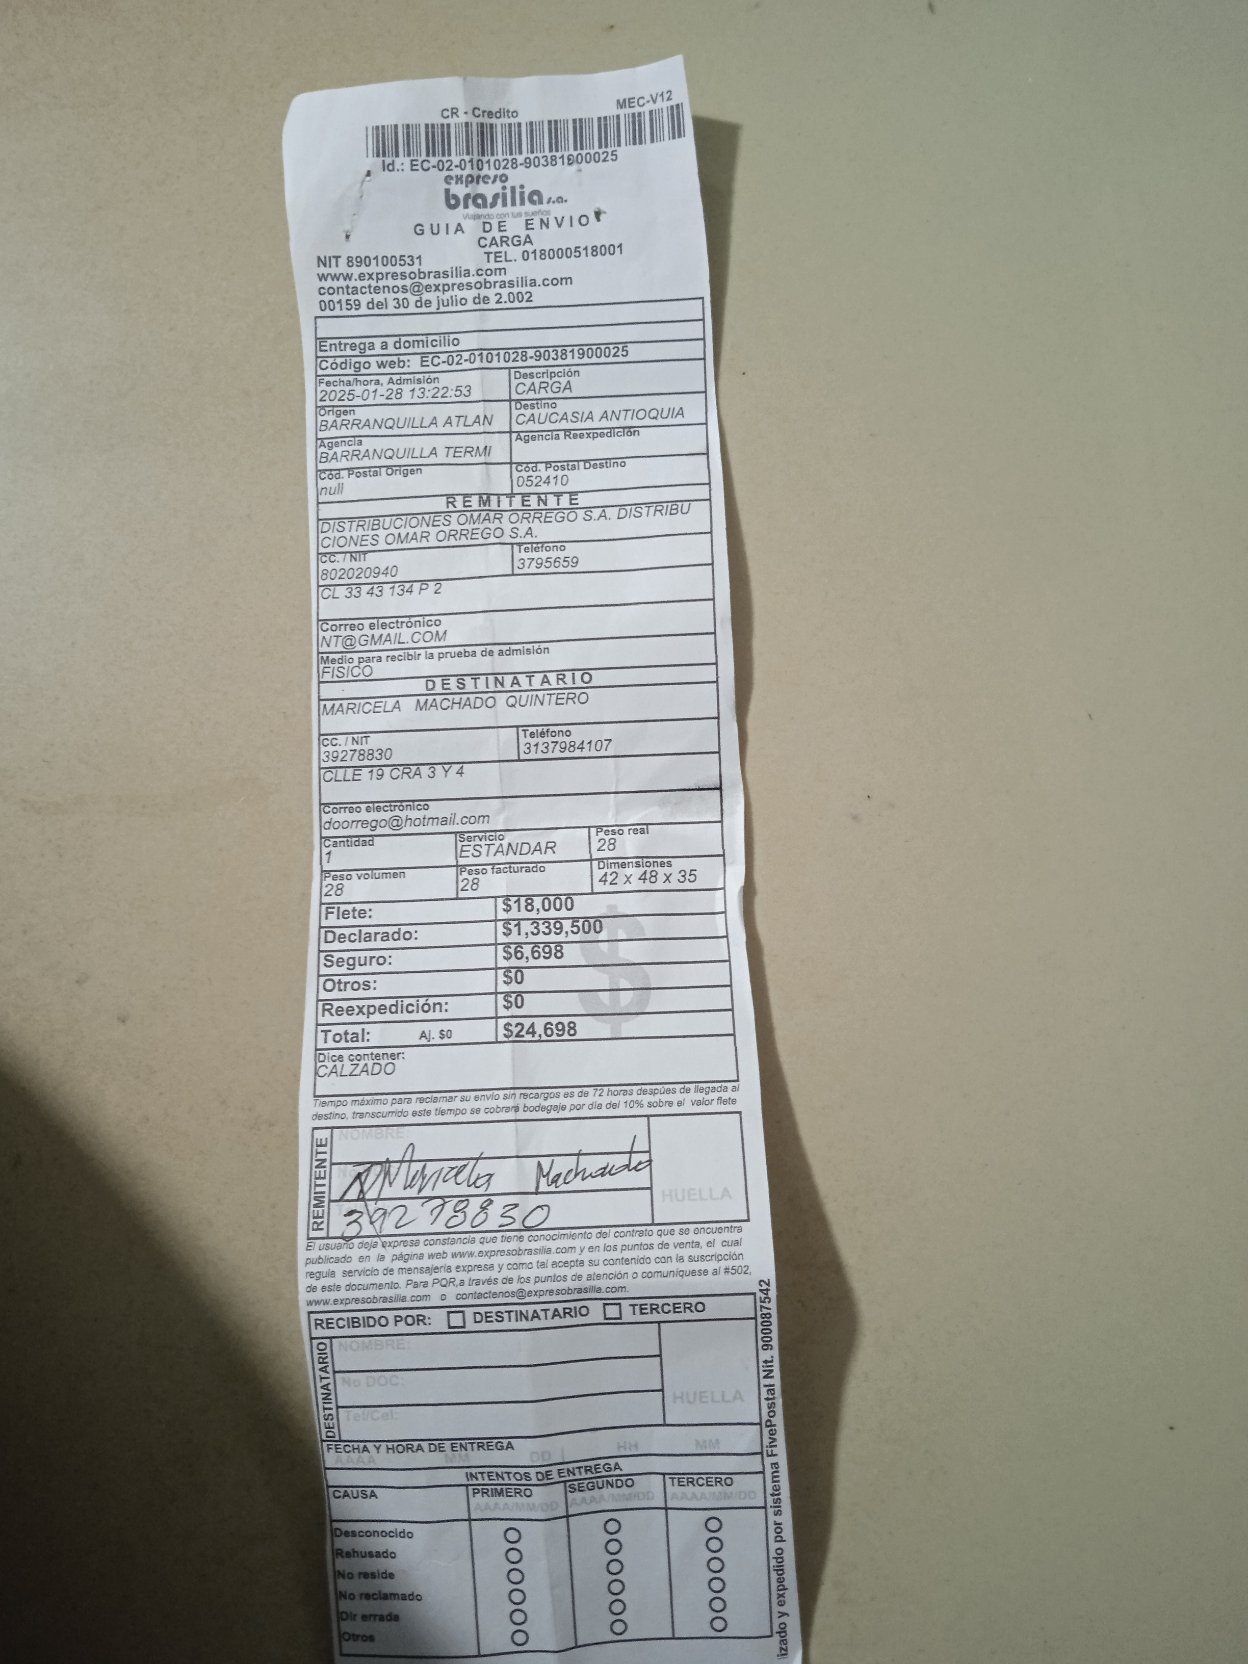 CR - Credito
MEC-V12
Id.: EC-02-0101028-90381900025
expreso
brasilia s.a.
Viajando con tus sueños
GUIA DE ENVIO
CARGA
NIT 890100531 TEL. 018000518001
www.expresobrasilia.com
contactenos@expresobrasilia.com
00159 del 30 de julio de 2.002
Entrega a domicilio
Código web: EC-02-0101028-90381900025
Fecha/hora, Admisión Descripción
2025-01-28 13:22:53 CARGA
Origen Destino
BARRANQUILLA ATLAN CAUCASIA ANTIOQUIA
Agencia Agencia Reexpedición
BARRANQUILLA TERMI
Cód. Postal Origen Cód. Postal Destino
null 052410
REMITENTE
DISTRIBUCIONES OMAR ORREGO S.A. DISTRIBU
CIONES OMAR ORREGO S.A.
CC. / NIT Teléfono
802020940 3795659
CL 33 43 134 P 2
Correo electrónico
NT@GMAIL.COM
Medio para recibir la prueba de admisión
FISICO
DESTINATARIO
MARICELA MACHADO QUINTERO
CC. / NIT Teléfono
39278830 3137984107
CLLE 19 CRA 3 Y 4
Correo electrónico
doorrego@hotmail.com
Cantidad Servicio Peso real
1 ESTANDAR 28
Peso volumen Peso facturado Dimensiones
28 28 42 x 48 x 35
Flete: $18,000
Declarado: $1,339,500
Seguro: $6,698
Otros: $0
Reexpedición: $0
Total: Aj. $0 $24,698
$
Dice contener:
CALZADO
Tiempo máximo para reclamar su envío sin recargos es de 72 horas despúes de llegada al
destino, transcurrido este tiempo se cobrará bodegaje por dia del 10% sobre el valor flete
REMITENTE
NOMBRE:
Maricela Machado
39278830
HUELLA
El usuario deja expresa constancia que tiene conocimiento del contrato que se encuentra
publicado en la página web www.expresobrasilia.com y en los puntos de venta, el cual
regula servicio de mensajería expresa y como tal acepta su contenido con la suscripción
de este documento. Para PQR,a través de los puntos de atención o comuníquese al #502,
www.expresobrasilia.com o contactenos@expresobrasilia.com.
RECIBIDO POR: DESTINATARIO TERCERO
DESTINATARIO
NOMBRE:
No DOC:
Tel/Cel:
HUELLA
FECHA Y HORA DE ENTREGA
AAAA MM DD HH MM
INTENTOS DE ENTREGA
CAUSA PRIMERO SEGUNDO TERCERO
AAAA/MM/DD AAAA/MM/DD AAAA/MM/DD
Desconocido
Rehusado
No reside
No reclamado
Dir errada
Otros
izado y expedido por sistema FivePostal Nit. 900087542